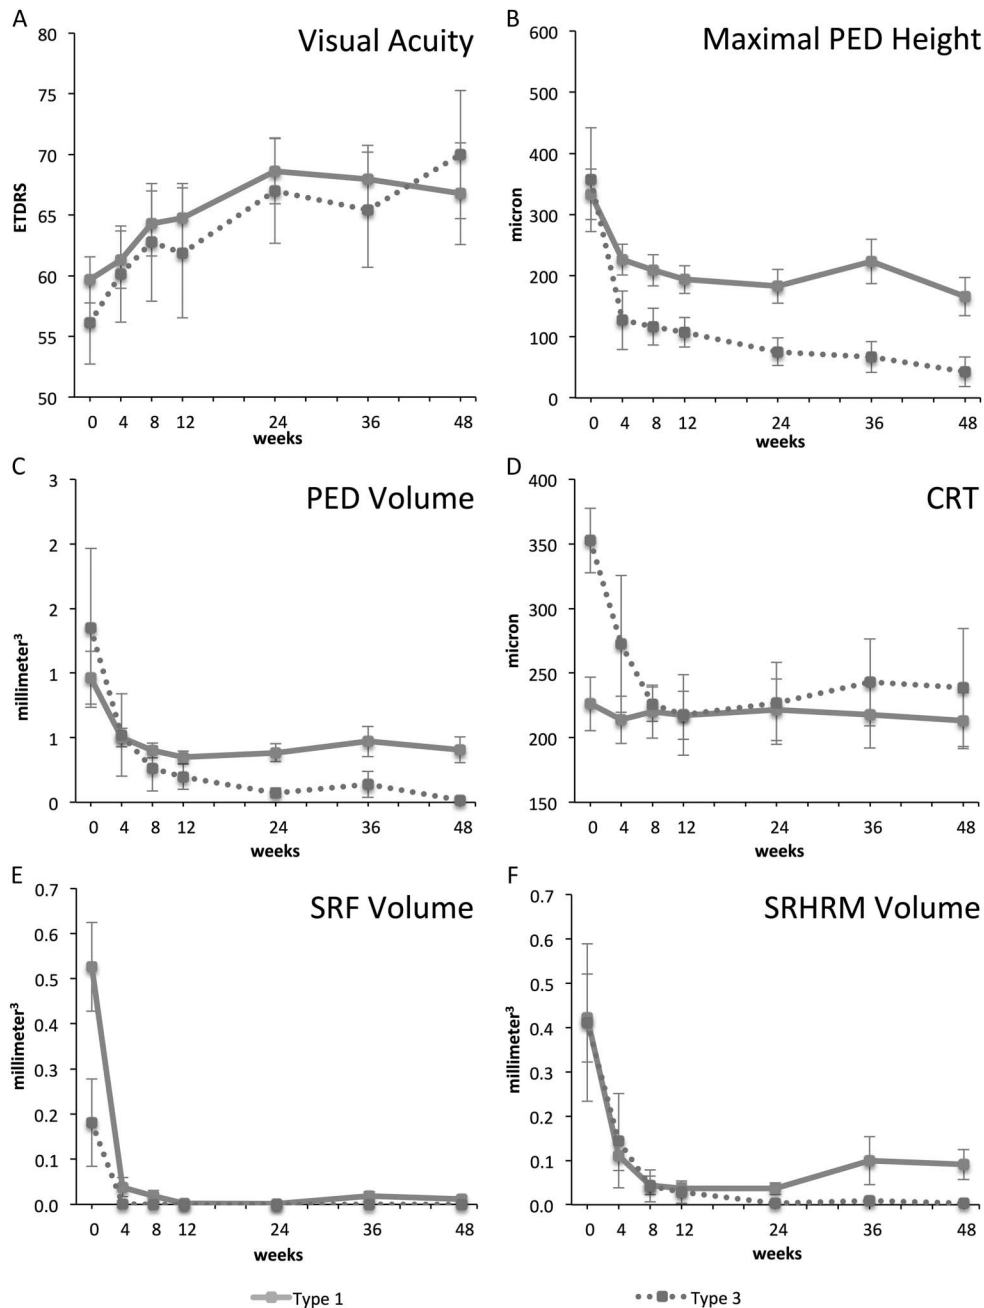 A
Visual Acuity
80
75
70
65
60
55
50
ETDRS
0 4 8 12 24 36 48
weeks
B
Maximal PED Height
600
500
400
300
200
100
0
micron
0 4 8 12 24 36 48
weeks
C
PED Volume
3
2
2
1
1
0
millimeter³
0 4 8 12 24 36 48
weeks
D
CRT
400
350
300
250
200
150
micron
0 4 8 12 24 36 48
weeks
E
SRF Volume
0.7
0.6
0.5
0.4
0.3
0.2
0.1
0.0
millimeter³
0 4 8 12 24 36 48
weeks
F
SRHRM Volume
0.7
0.6
0.5
0.4
0.3
0.2
0.1
0.0
millimeter³
0 4 8 12 24 36 48
weeks
Type 1
Type 3